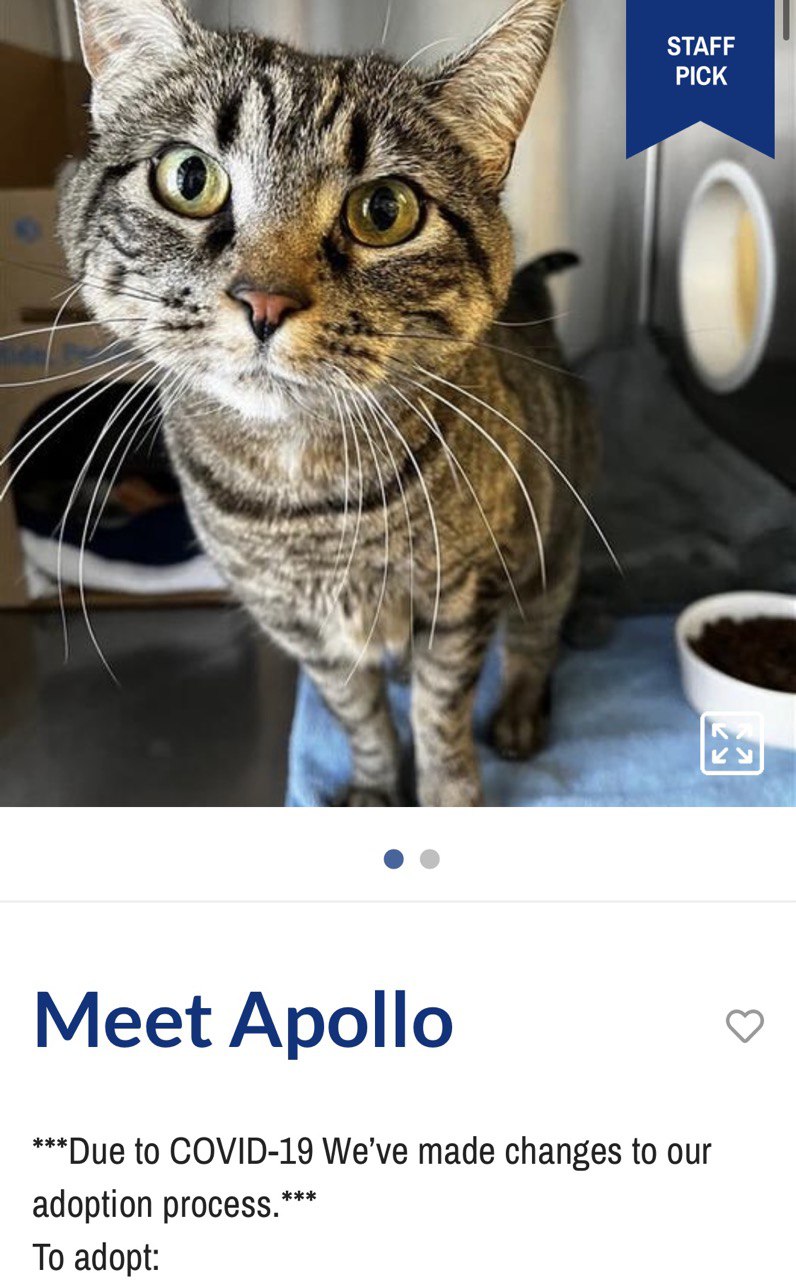 STAFF
PICK
Meet Apollo
***Due to COVID-19 We’ve made changes to our
adoption process.***
To adopt: